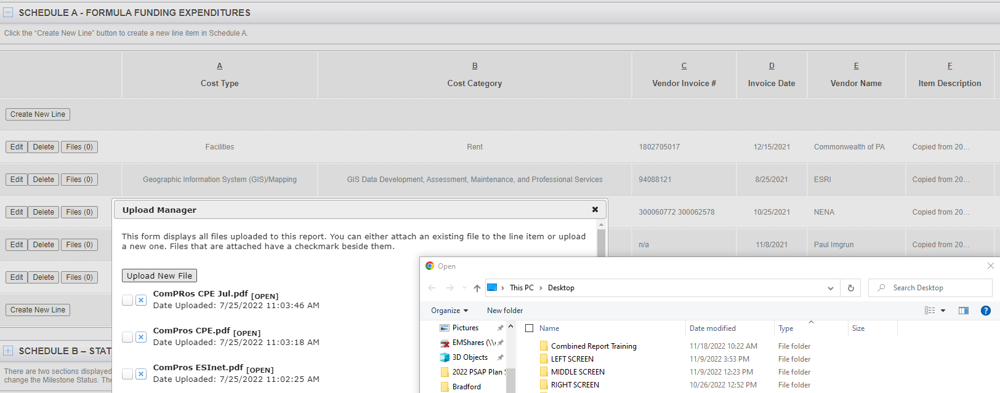 SCHEDULE A - FORMULA FUNDING EXPENDITURES
Click the “Create New Line” button to create a new line item in Schedule A.
A B C D E F
Cost Type Cost Category Vendor Invoice # Invoice Date Vendor Name Item Description
Create New Line
Edit Delete Files (0) Facilities Rent 1802705017 12/15/2021 Commonwealth of PA Copied from 20...
Edit Delete Files (0) Geographic Information System (GIS)/Mapping GIS Data Development, Assessment, Maintenance, and Professional Services 94088121 8/25/2021 ESRI Copied from 20...
Edit Delete Files (0) 300060772 300062578 10/25/2021 NENA Copied from 20...
Edit Delete Files (0) n/a 11/8/2021 Paul Imgrun Copied from 20...
Edit Delete Files (0)
Create New Line
SCHEDULE B – STAT
There are two sections displayed
change the Milestone Status. The
Upload Manager
This form displays all files uploaded to this report. You can either attach an existing file to the line item or upload
a new one. Files that are attached have a checkmark beside them.
Upload New File
ComPRos CPE Jul.pdf [OPEN]
Date Uploaded: 7/25/2022 11:03:46 AM
ComPros CPE.pdf [OPEN]
Date Uploaded: 7/25/2022 11:03:18 AM
ComPros ESInet.pdf [OPEN]
Date Uploaded: 7/25/2022 11:02:25 AM
Open
This PC Desktop Search Desktop
Organize New folder
Pictures
EMShares (\\
3D Objects
2022 PSAP Plan
Bradford
Name Date modified Type Size
Combined Report Training 11/18/2022 10:22 AM File folder
LEFT SCREEN 11/9/2022 3:53 PM File folder
MIDDLE SCREEN 11/9/2022 12:23 PM File folder
RIGHT SCREEN 10/26/2022 12:52 PM File folder